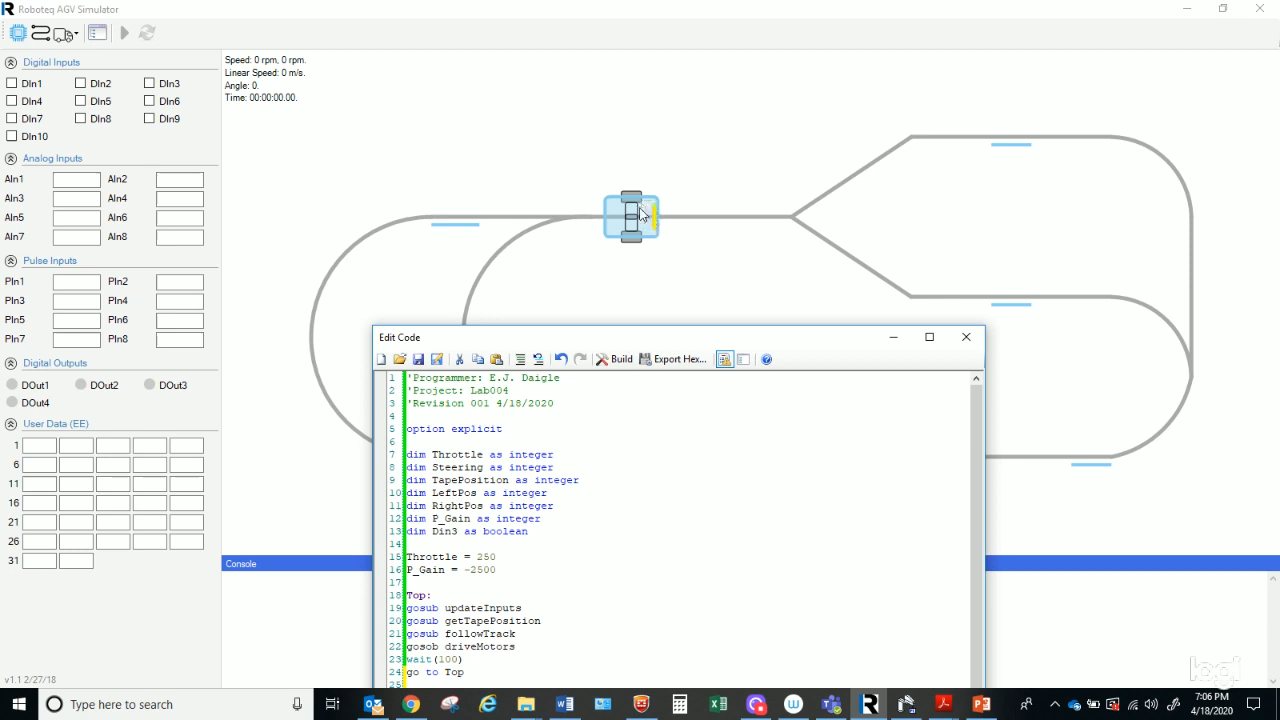 Roboteq AGV Simulator
Digital Inputs
DIn1 DIn2 DIn3
DIn4 DIn5 DIn6
DIn7 DIn8 DIn9
DIn10
Analog Inputs
AIn1 AIn2
AIn3 AIn4
AIn5 AIn6
AIn7 AIn8
Pulse Inputs
PIn1 PIn2
PIn3 PIn4
PIn5 PIn6
PIn7 PIn8
Digital Outputs
DOut1 DOut2 DOut3
DOut4
User Data (EE)
1
6
11
16
21
26
31
v1.1 2/27/18
Speed: 0 rpm, 0 rpm.
Linear Speed: 0 m/s.
Angle: 0.
Time: 00:00:00.00.
Console
Edit Code
Build Export Hex...
1 'Programmer: E.J. Daigle
2 'Project: Lab004
3 'Revision 001 4/18/2020
4
5 option explicit
6
7 dim Throttle as integer
8 dim Steering as integer
9 dim TapePosition as integer
10 dim LeftPos as integer
11 dim RightPos as integer
12 dim P_Gain as integer
13 dim Din3 as boolean
14
15 Throttle = 250
16 P_Gain = -2500
17
18 Top:
19 gosub updateInputs
20 gosub getTapePosition
21 gosub followTrack
22 gosob driveMotors
23 wait(100)
24 go to Top
25
legi
Type here to search
7:06 PM
4/18/2020